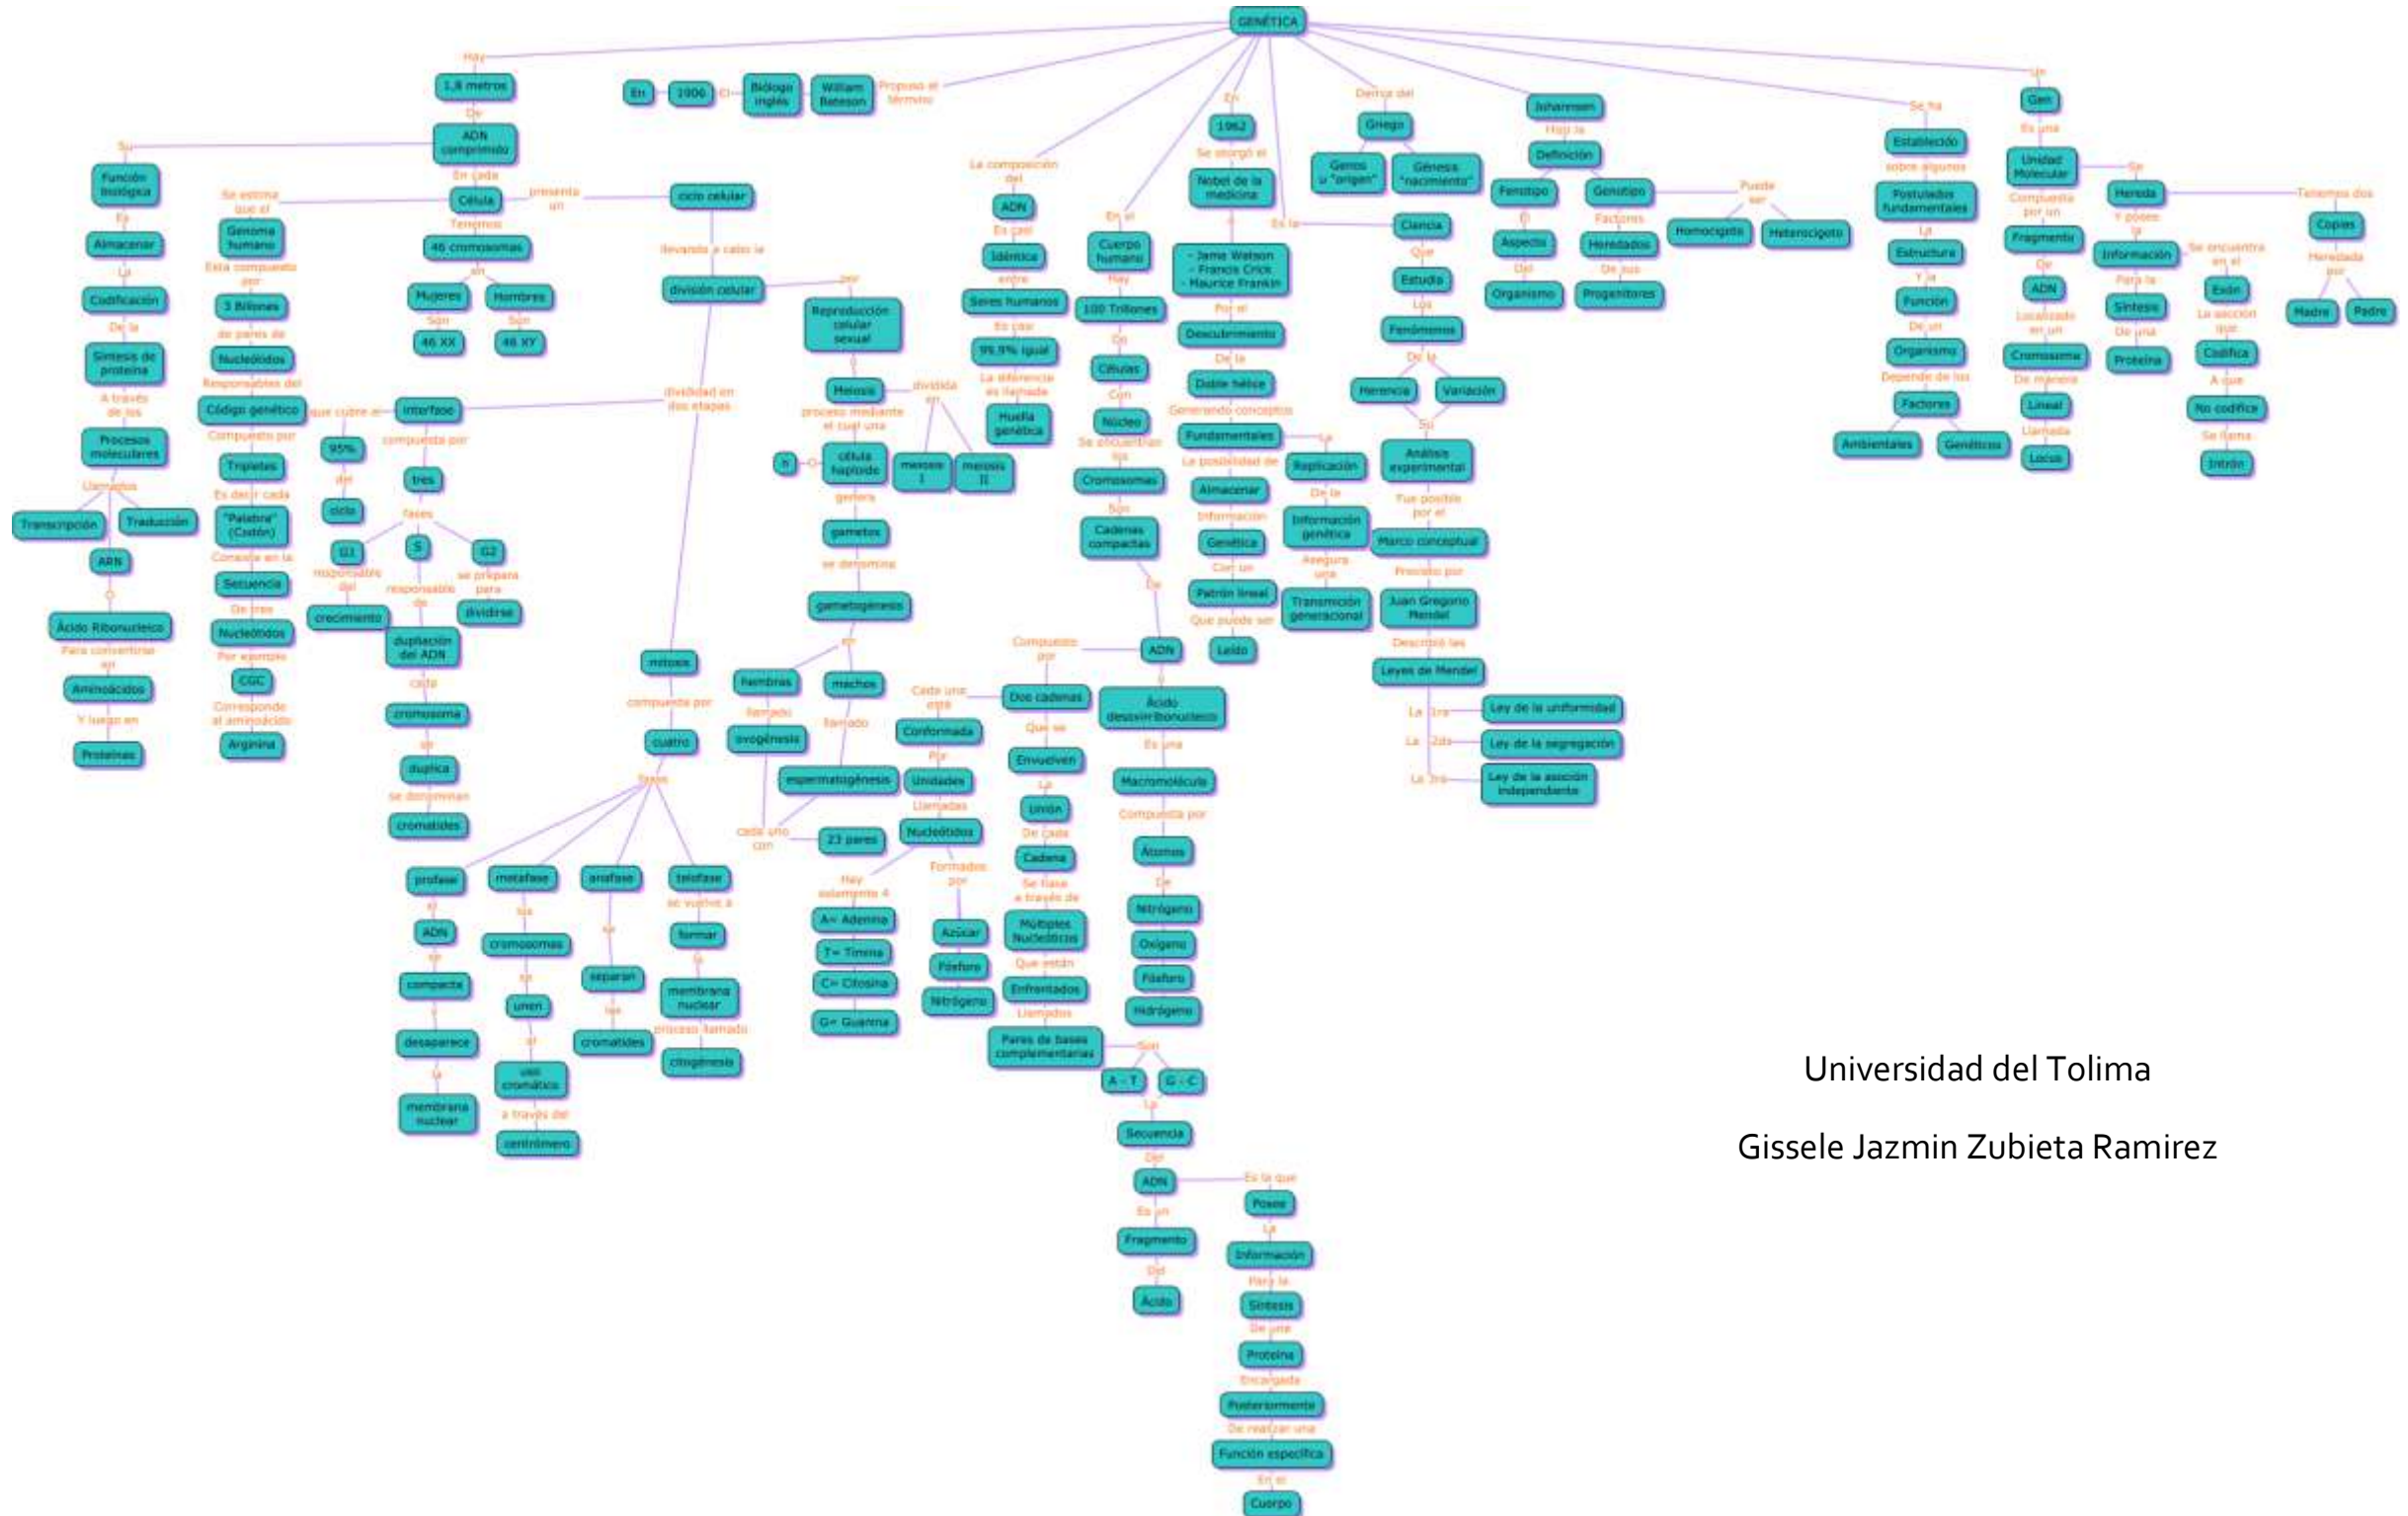 GENÉTICA
Hay
1,8 metros
De
ADN
comprimido
Su
Función
biológica
Es
Almacenar
La
Codificación
De la
Síntesis de
proteína
A través
de los
Procesos
moleculares
Llamados
Transcripción
Traducción
ARN
O
Ácido Ribonucleico
Para convertirse
en
Aminoácidos
Y luego en
Proteínas
En cada
Célula
Se estima
que el
Genoma
humano
Esta compuesto
por
3 Billones
de pares de
Nucleótidos
Responsables del
Código genético
Compuesto por
Tripletas
Es decir cada
"Palabra"
(Codón)
Consiste en la
Secuencia
De tres
Nucleótidos
Por ejemplo
CGC
Corresponde
al aminoácido
Arginina
Tenemos
46 cromosomas
en
Mujeres
Son
46 XX
Hombres
Son
46 XY
presenta
un
ciclo celular
llevando a cabo la
división celular
dividida en
dos etapas
interfase
que cubre el
95%
del
ciclo
compuesta por
tres
fases
G1
responsable
del
crecimiento
S
responsable
de
dupliación
del ADN
cada
cromosoma
se
duplica
se denominan
cromatides
G2
se prepara
para
dividirse
mitosis
compuesta por
cuatro
fases
profase
el
ADN
se
compacta
y
desaparece
la
membrana
nuclear
metafase
los
cromosomas
se
unen
al
cromático
a través del
centrómero
anafase
se
separan
las
cromatides
telofase
se vuelve a
formar
la
membrana
nuclear
proceso llamado
citogénesis
por
Reproducción
celular
sexual
O
Meiosis
dividida
en
meiosis
I
meiosis
II
proceso mediante
el cual una
célula
haploide
O
n
genera
gametos
se denomina
gametogénesis
en
hembras
llamado
ovogénesis
machos
llamado
espermatogénesis
cada uno
con
23 pares
Propuso el
término
William
Bateson
Biólogo
inglés
El
1906
En
La composición
del
ADN
Es casi
Idéntica
entre
Seres humanos
Es casi
99,9% igual
La diferencia
es llamada
Huella
genética
En el
Cuerpo
humano
Hay
100 Trillones
De
Células
Con
Núcleo
Se encuentran
los
Cromosomas
Son
Cadenas
compactas
De
ADN
Compuesto
por
Dos cadenas
Cada una
está
Conformada
Por
Unidades
Llamadas
Nucleótidos
Hay
solamente 4
A= Adenina
T= Timina
C= Citosina
G= Guanina
Formados
por
Azúcar
Fósforo
Nitrógeno
Que se
Envuelven
La
Unión
De cada
Cadena
Se hace
a través de
Múltiples
Nucleóticos
Que están
Enfrentados
Llamados
Pares de bases
complementarias
Son
A - T
G - C
La
Secuencia
Del
ADN
Es un
Fragmento
Del
Ácido
Es la que
Posee
La
Información
Para la
Síntesis
De una
Proteína
Encargada
Posteriormente
De realizar una
Función específica
En el
Cuerpo
O
Ácido
desoxirribonucleico
Es una
Macromolécula
Compuesta por
Átomos
De
Nitrógeno
Oxígeno
Fósforo
Hidrógeno
En
1962
Se otorgó el
Nobel de la
medicina
A
- Jame Watson
- Francis Crick
- Maurice Frankin
Por el
Descubrimiento
De la
Doble hélice
Generando conceptos
Fundamentales
La posibilidad de
Almacenar
Información
Genética
Con un
Patrón lineal
Que puede ser
Leído
La
Replicación
De la
Información
genética
Asegura
una
Transmición
generacional
Es la
Ciencia
Que
Estudia
Los
Fenómenos
De la
Herencia
Variación
Su
Análisis
experimental
Fue posible
por el
Marco conceptual
Provisto por
Juan Gregorio
Mendel
Describió las
Leyes de Mendel
La 1ra
Ley de la uniformidad
La 2da
Ley de la segregación
La 3ra
Ley de la asoción
independiente
Deriva del
Griego
Genos
u "origen"
Génesis
"nacimiento"
Johannsen
Hizo la
Definición
Fenotipo
El
Aspecto
Del
Organismo
Genotipo
Factores
Heredados
De sus
Progenitores
Puede
ser
Homocigoto
Heterocigoto
Se ha
Establecido
sobre algunos
Postulados
fundamentales
La
Estructura
Y la
Función
De un
Organismo
Depende de los
Factores
Ambientales
Genéticos
Un
Gen
Es una
Unidad
Molecular
Compuesta
por un
Fragmento
De
ADN
Localizado
en un
Cromosoma
De manera
Lineal
Llamada
Locus
Se
Hereda
Y posee
la
Información
Para la
Síntesis
De una
Proteína
Se encuentra
en el
Exón
La sección
que
Codifica
A que
No codifica
Se llama
Intrón
Tenemos dos
Copias
Heredada
por
Madre
Padre
Universidad del Tolima
Gissele Jazmin Zubieta Ramirez